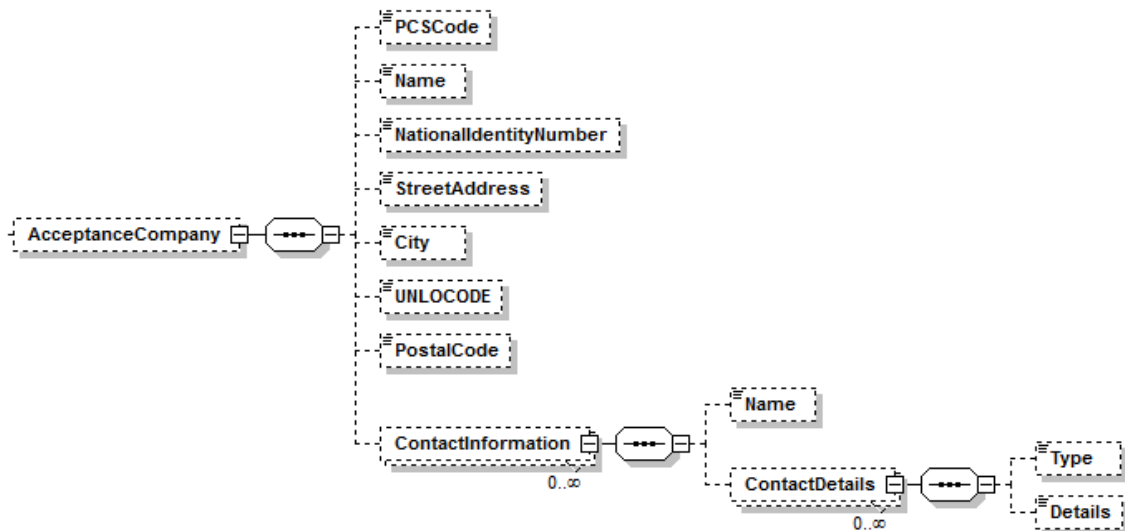 PCSCode
Name
NationalIdentityNumber
StreetAddress
AcceptanceCompany
City
UNLOCODE
PostalCode
ContactInformation
0..∞
Name
ContactDetails
0..∞
Type
Details